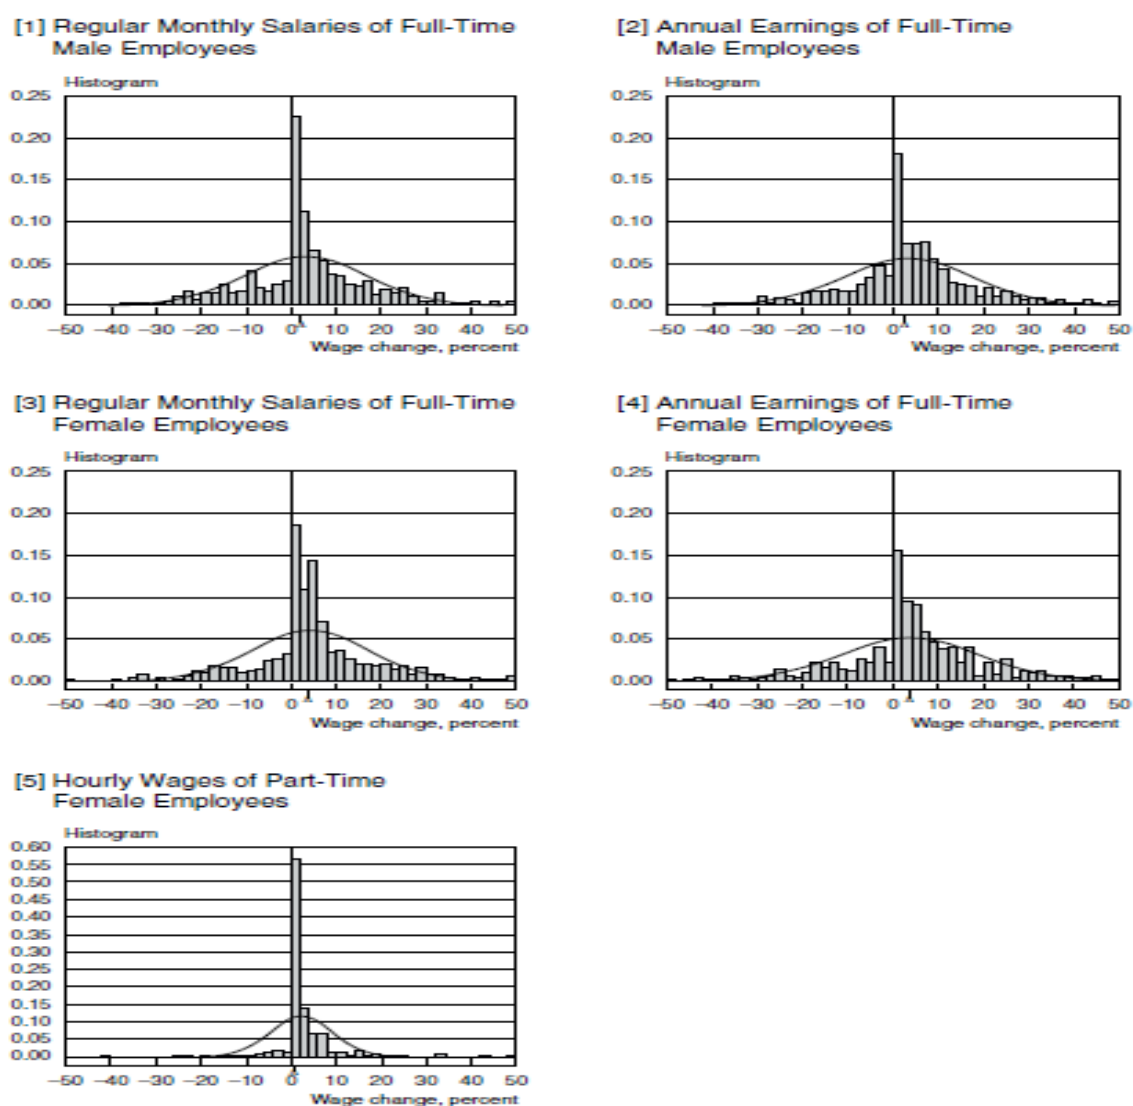 [1] Regular Monthly Salaries of Full-Time
Male Employees
Histogram
0.25
0.20
0.15
0.10
0.05
0.00
−50 −40 −30 −20 −10 0 10 20 30 40 50
Wage change, percent
[2] Annual Earnings of Full-Time
Male Employees
Histogram
0.25
0.20
0.15
0.10
0.05
0.00
−50 −40 −30 −20 −10 0 10 20 30 40 50
Wage change, percent
[3] Regular Monthly Salaries of Full-Time
Female Employees
Histogram
0.25
0.20
0.15
0.10
0.05
0.00
−50 −40 −30 −20 −10 0 10 20 30 40 50
Wage change, percent
[4] Annual Earnings of Full-Time
Female Employees
Histogram
0.25
0.20
0.15
0.10
0.05
0.00
−50 −40 −30 −20 −10 0 10 20 30 40 50
Wage change, percent
[5] Hourly Wages of Part-Time
Female Employees
Histogram
0.60
0.55
0.50
0.45
0.40
0.35
0.30
0.25
0.20
0.15
0.10
0.05
0.00
−50 −40 −30 −20 −10 0 10 20 30 40 50
Wage change, percent